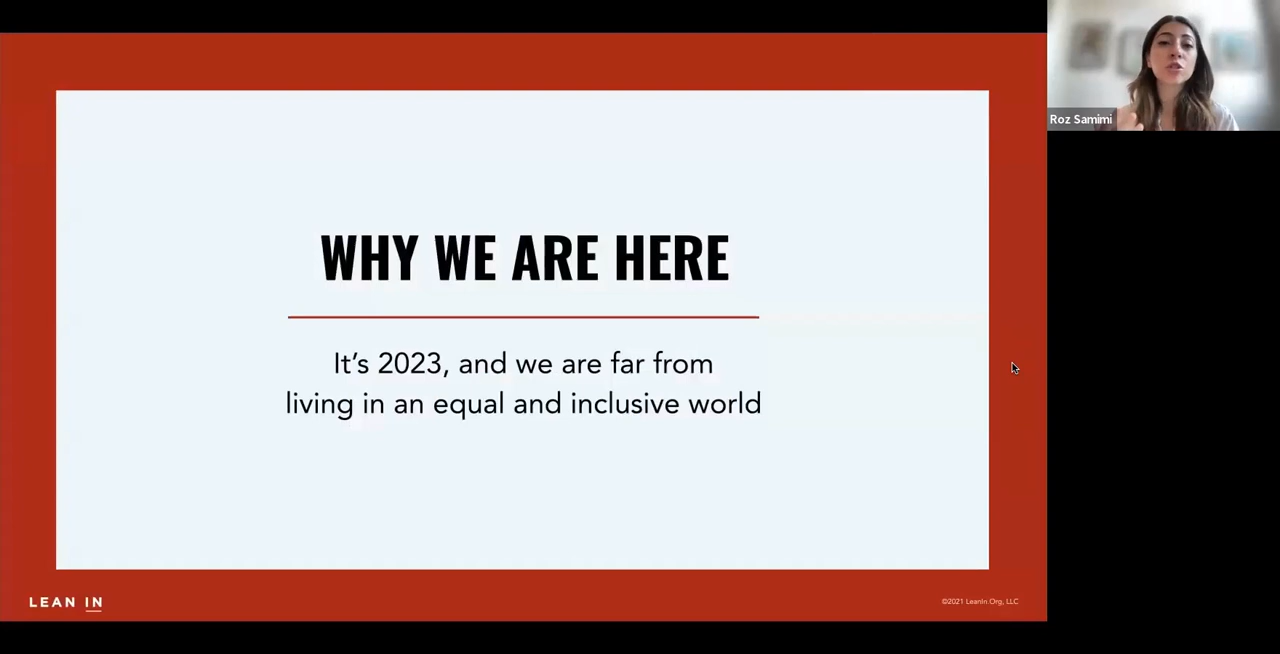 WHY WE ARE HERE
It’s 2023, and we are far from
living in an equal and inclusive world
LEAN IN
©2021 LeanIn.Org, LLC
Roz Samimi